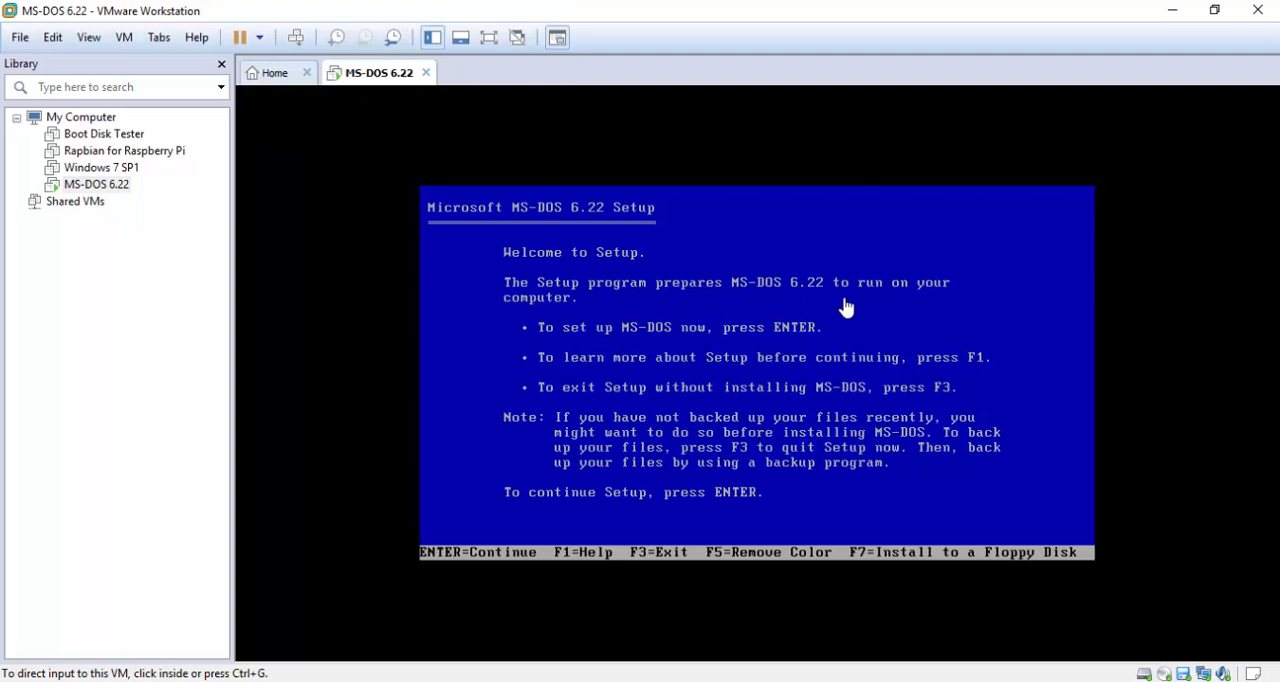 MS-DOS 6.22 - VMware Workstation
File Edit View VM Tabs Help
Library
Type here to search
Home
MS-DOS 6.22
My Computer
Boot Disk Tester
Rapbian for Raspberry Pi
Windows 7 SP1
MS-DOS 6.22
Shared VMs
Microsoft MS-DOS 6.22 Setup
Welcome to Setup.
The Setup program prepares MS-DOS 6.22 to run on your
computer.
• To set up MS-DOS now, press ENTER.
• To learn more about Setup before continuing, press F1.
• To exit Setup without installing MS-DOS, press F3.
Note: If you have not backed up your files recently, you
might want to do so before installing MS-DOS. To back
up your files, press F3 to quit Setup now. Then, back
up your files by using a backup program.
To continue Setup, press ENTER.
ENTER=Continue F1=Help F3=Exit F5=Remove Color F7=Install to a Floppy Disk
To direct input to this VM, click inside or press Ctrl+G.